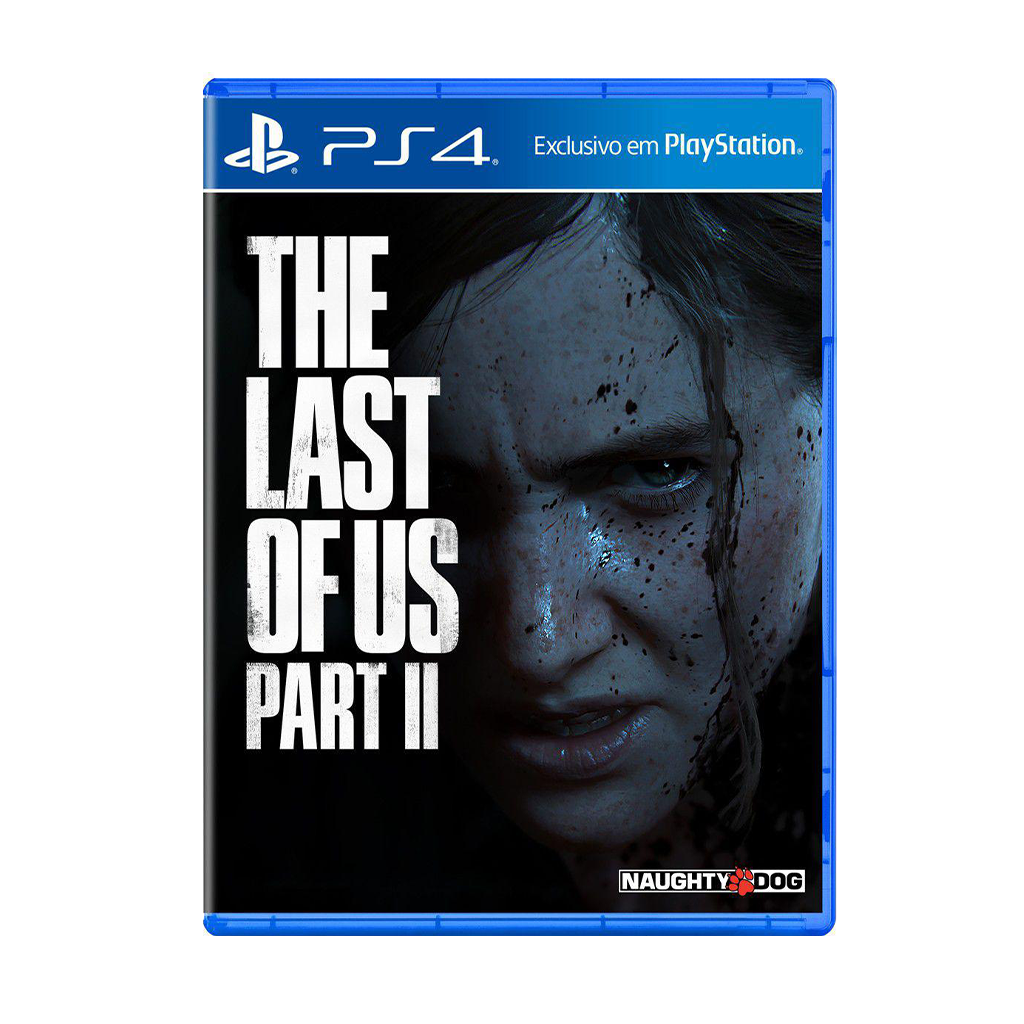 PS4 Exclusivo em PlayStation
THE
LAST
OF US
PART II
NAUGHTY DOG